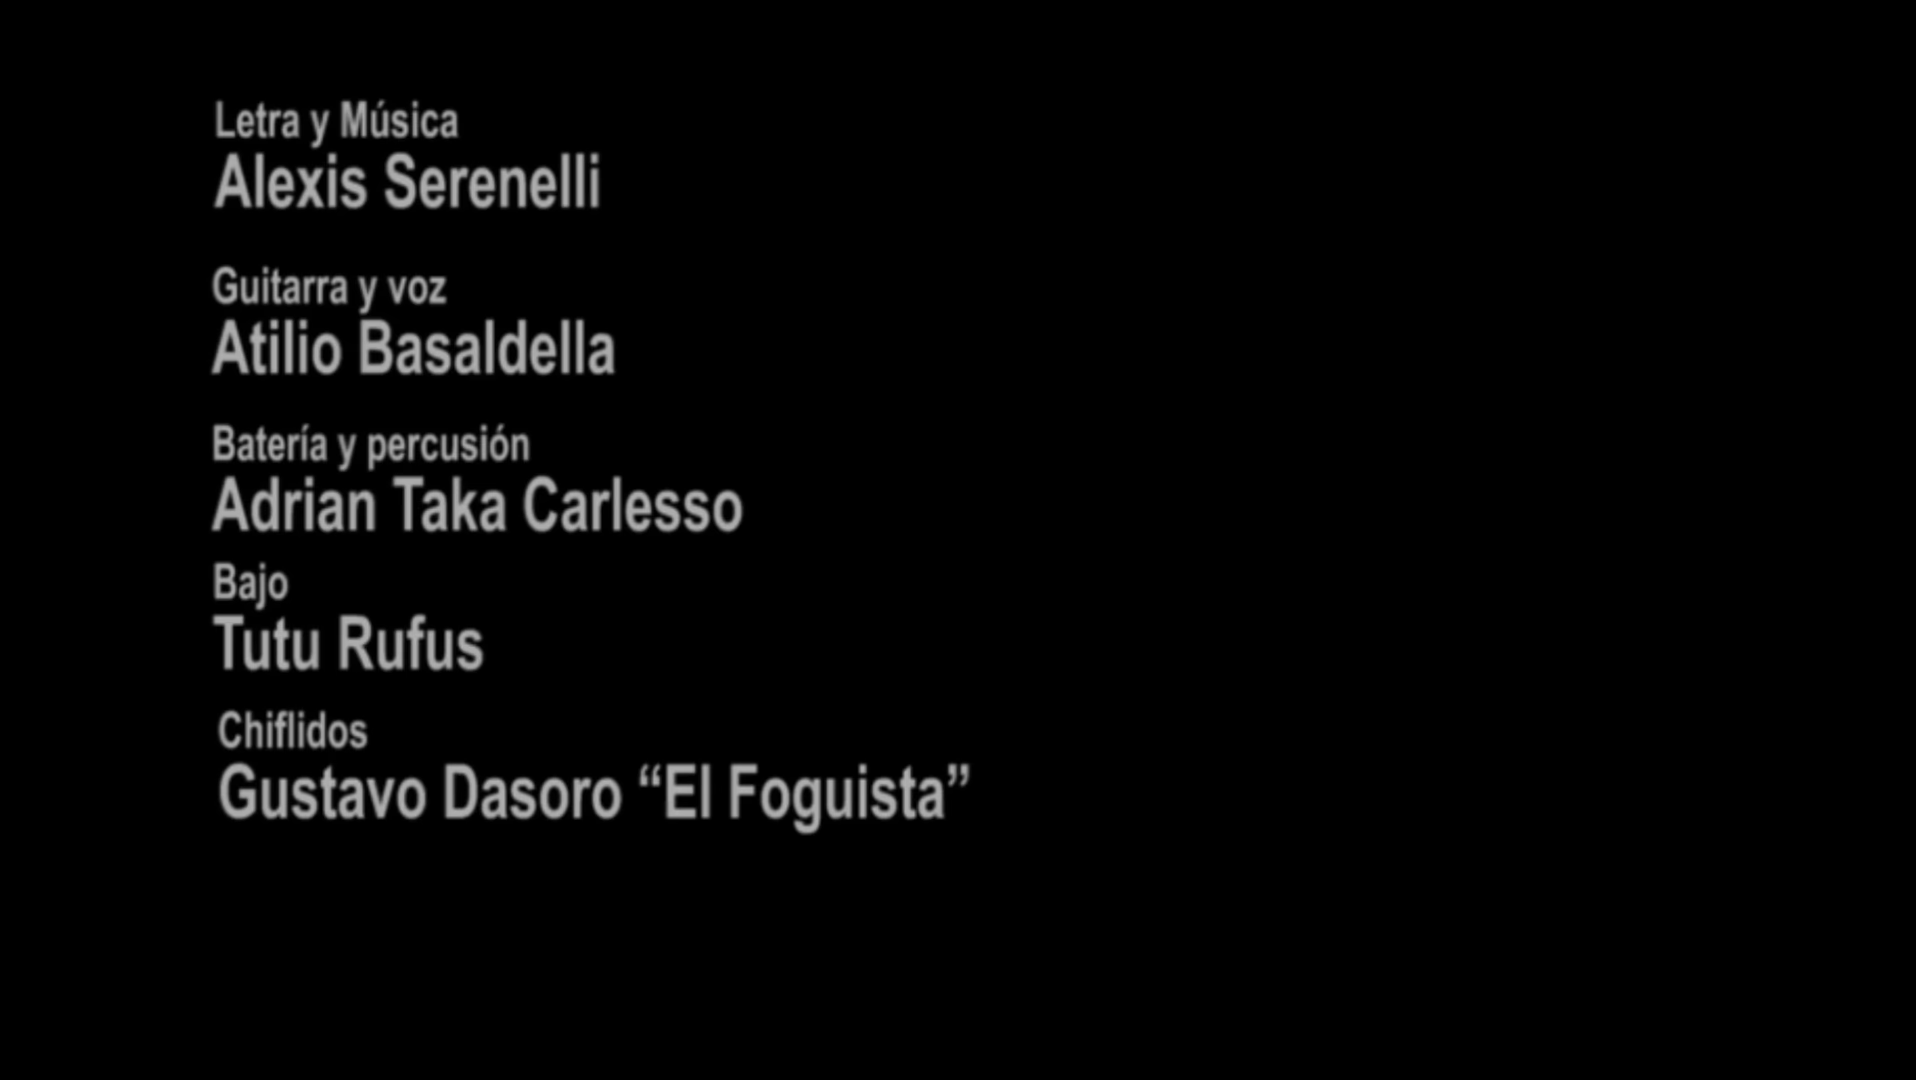 Letra y Música
Alexis Serenelli
Guitarra y voz
Atilio Basaldella
Batería y percusión
Adrian Taka Carlesso
Bajo
Tutu Rufus
Chiflidos
Gustavo Dasoro “El Foguista”